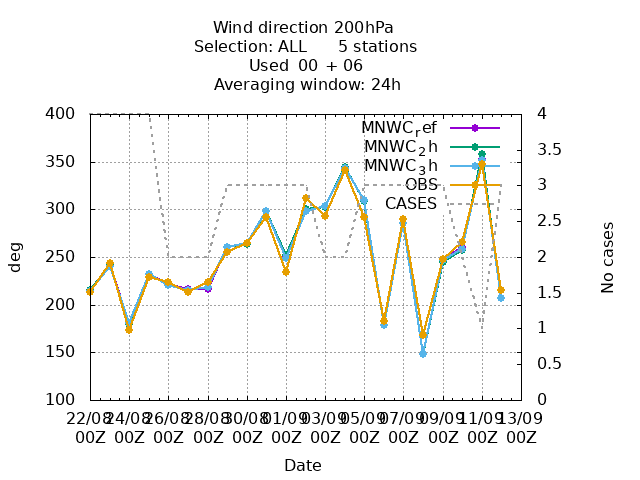 Wind direction 200hPa
Selection: ALL 5 stations
Used 00 + 06
Averaging window: 24h
400 4
MNWC_ref
MNWC_2h
MNWC_3h
OBS
CASES
350 3.5
300 3
250 2.5
200 2
150 1.5
100 1
0.5
0
deg
No cases
22/08 24/08 26/08 28/08 30/08 01/09 03/09 05/09 07/09 09/09 11/09 13/09
00Z 00Z 00Z 00Z 00Z 00Z 00Z 00Z 00Z 00Z 00Z 00Z
Date